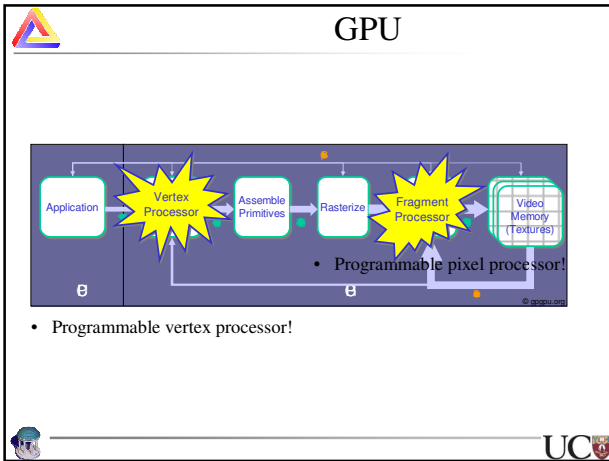 GPU
Application
Vertex
Processor
Assemble
Primitives
Rasterize
Fragment
Processor
Video
Memory
(Textures)
• Programmable pixel processor!
© gpgpu.org
• Programmable vertex processor!
UC